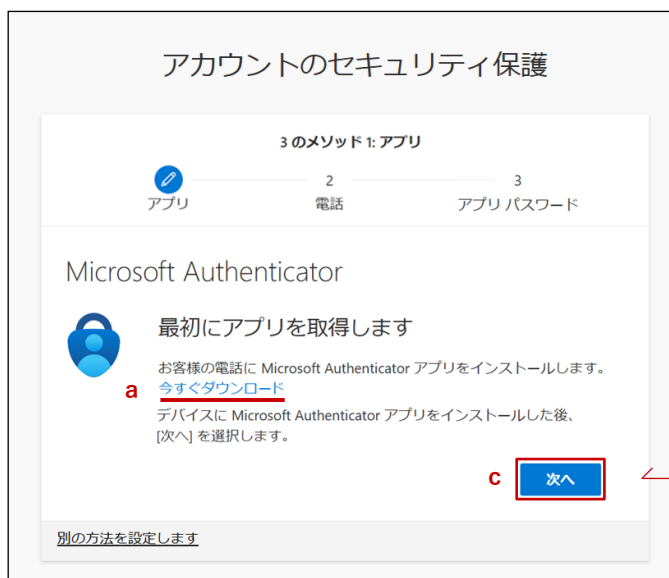 アカウントのセキュリティ保護
3 のメソッド 1: アプリ
2
3
アプリ
電話
アプリ パスワード
Microsoft Authenticator
最初にアプリを取得します
お客様の電話に Microsoft Authenticator アプリをインストールします。
a 今すぐダウンロード
デバイスに Microsoft Authenticator アプリをインストールした後、
[次へ] を選択します。
c 次へ
別の方法を設定します